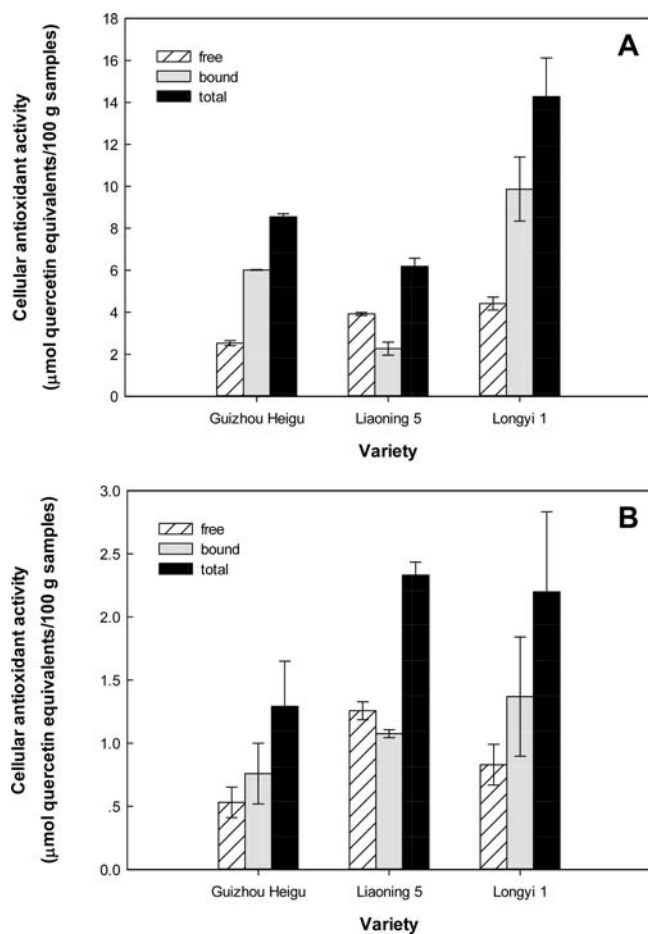 A
free
bound
total
18
16
14
12
10
8
6
4
2
0
Cellular antioxidant activity
(μmol quercetin equivalents/100 g samples)
Guizhou Heigu Liaoning 5 Longyi 1
Variety
B
free
bound
total
3.0
2.5
2.0
1.5
1.0
.5
0.0
Cellular antioxidant activity
(μmol quercetin equivalents/100 g samples)
Guizhou Heigu Liaoning 5 Longyi 1
Variety